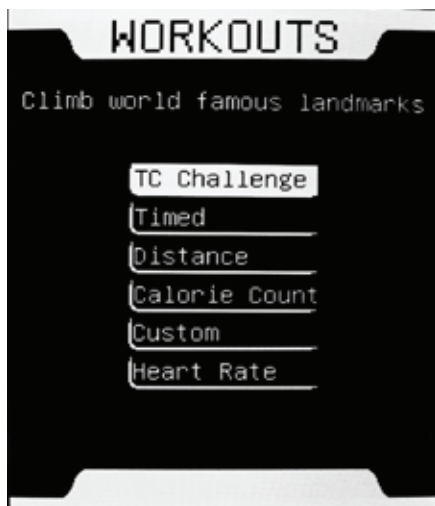 WORKOUTS
Climb world famous landmarks
TC Challenge
Timed
Distance
Calorie Count
Custom
Heart Rate